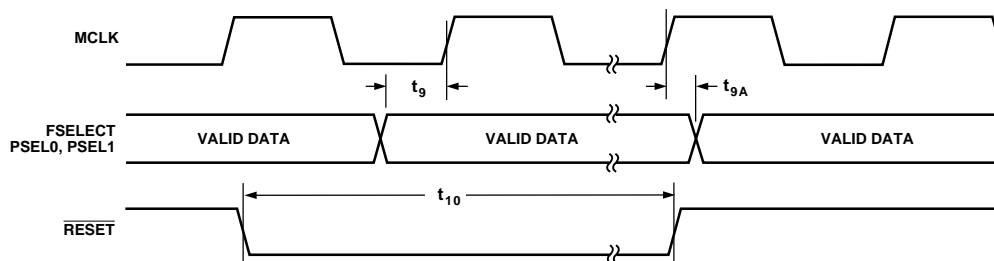 MCLK
t9
t9A
FSELECT
PSEL0, PSEL1
VALID DATA
VALID DATA
VALID DATA
t10
RESET